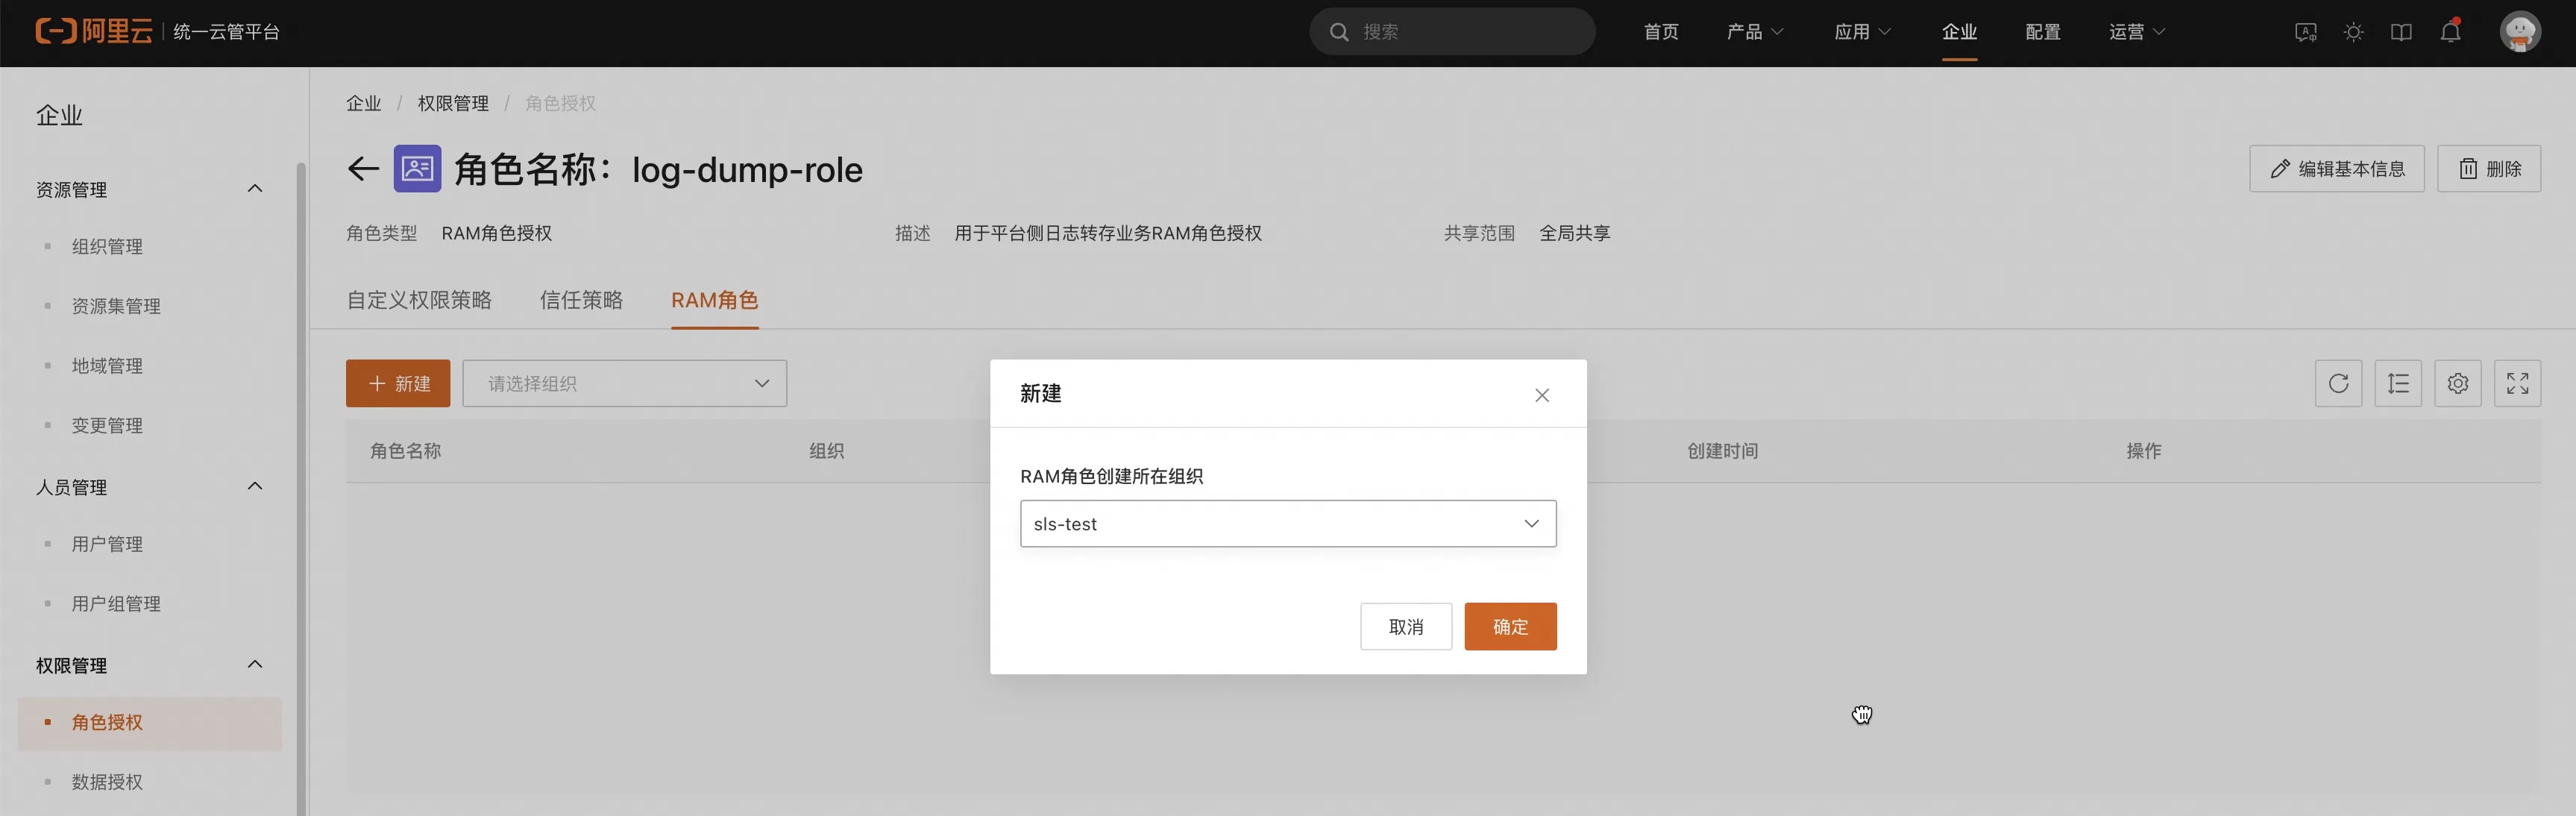 阿里云 统一云管平台 搜索 首页 产品 应用 企业 配置 运营
企业
资源管理
组织管理
资源集管理
地域管理
变更管理
人员管理
用户管理
用户组管理
权限管理
角色授权
数据授权
企业 / 权限管理 / 角色授权
角色名称：log-dump-role
编辑基本信息 删除
角色类型 RAM角色授权 描述 用于平台侧日志转存业务RAM角色授权 共享范围 全局共享
自定义权限策略 信任策略 RAM角色
新建 请选择组织
角色名称 组织 创建时间 操作
新建
RAM角色创建所在组织
sls-test
取消 确定